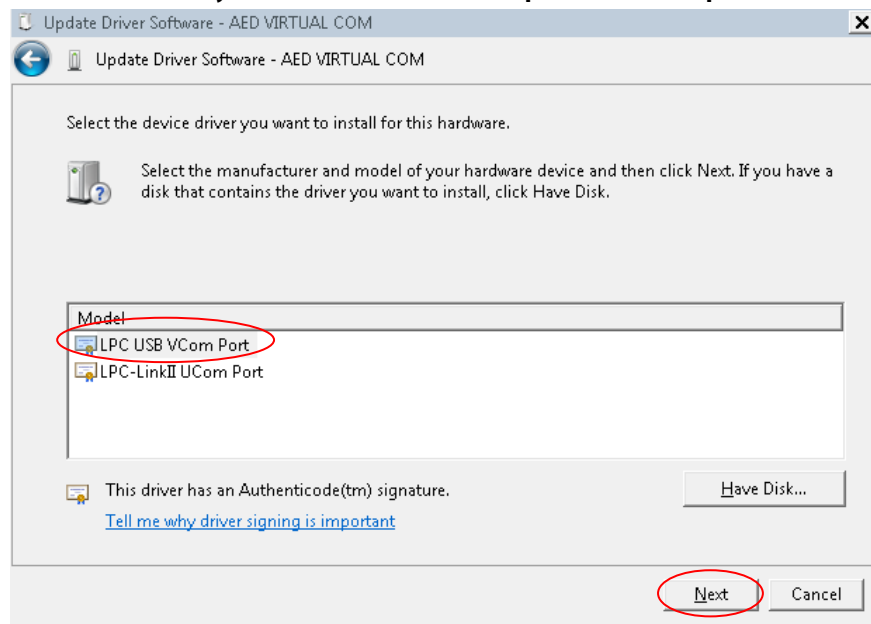 Update Driver Software - AED VIRTUAL COM
Update Driver Software - AED VIRTUAL COM
Select the device driver you want to install for this hardware.
Select the manufacturer and model of your hardware device and then click Next. If you have a
disk that contains the driver you want to install, click Have Disk.
Model
LPC USB VCom Port
LPC-LinkII UCom Port
This driver has an Authenticode(tm) signature.
Have Disk...
Tell me why driver signing is important
Next
Cancel